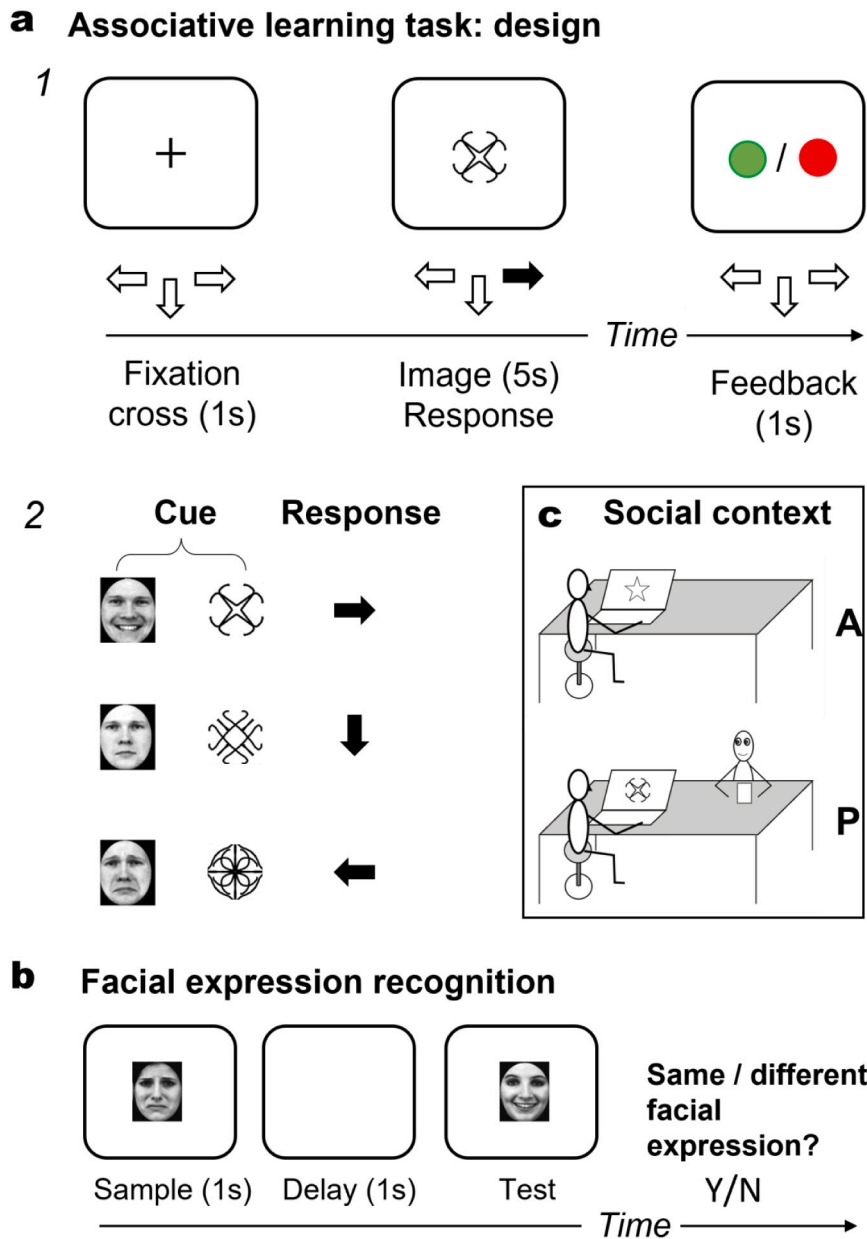 a Associative learning task: design
1
+
/
Time
Fixation
cross (1s)
Image (5s)
Response
Feedback
(1s)
2
Cue Response
c Social context
A
P
b Facial expression recognition
Same / different
facial
expression?
Y/N
Sample (1s) Delay (1s) Test
Time